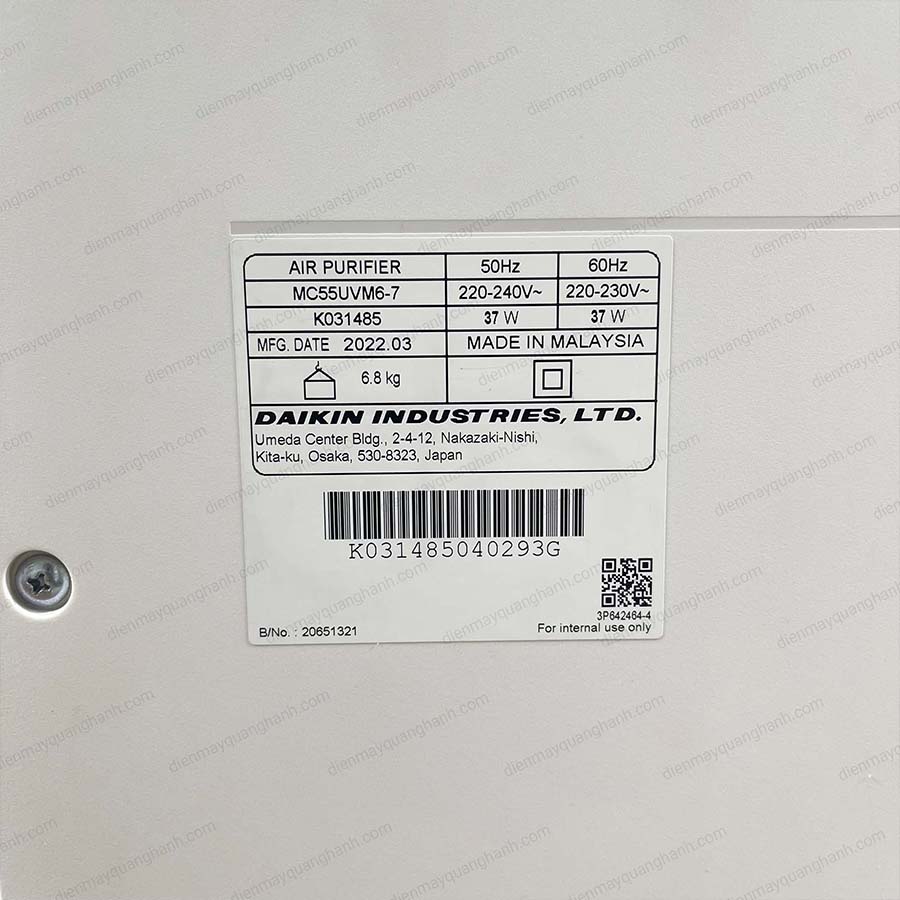 AIR PURIFIER 50Hz 60Hz
MC55UVM6-7 220-240V~ 220-230V~
K031485 37 W 37 W
MFG. DATE 2022.03 MADE IN MALAYSIA
6.8 kg
DAIKIN INDUSTRIES, LTD.
Umeda Center Bldg., 2-4-12, Nakazaki-Nishi,
Kita-ku, Osaka, 530-8323, Japan
K031485040293G
3P642464-4
B/No. : 20651321 For internal use only
dienmayquanghanh.com